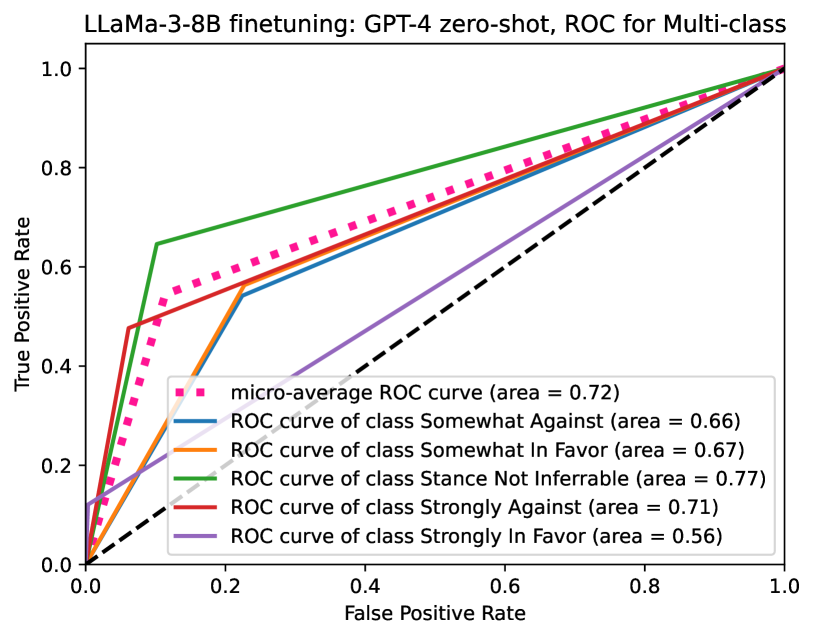 LLaMa-3-8B finetuning: GPT-4 zero-shot, ROC for Multi-class
1.0
0.8
0.6
0.4
0.2
0.0
True Positive Rate
micro-average ROC curve (area = 0.72)
ROC curve of class Somewhat Against (area = 0.66)
ROC curve of class Somewhat In Favor (area = 0.67)
ROC curve of class Stance Not Inferrable (area = 0.77)
ROC curve of class Strongly Against (area = 0.71)
ROC curve of class Strongly In Favor (area = 0.56)
0.0 0.2 0.4 0.6 0.8 1.0
False Positive Rate